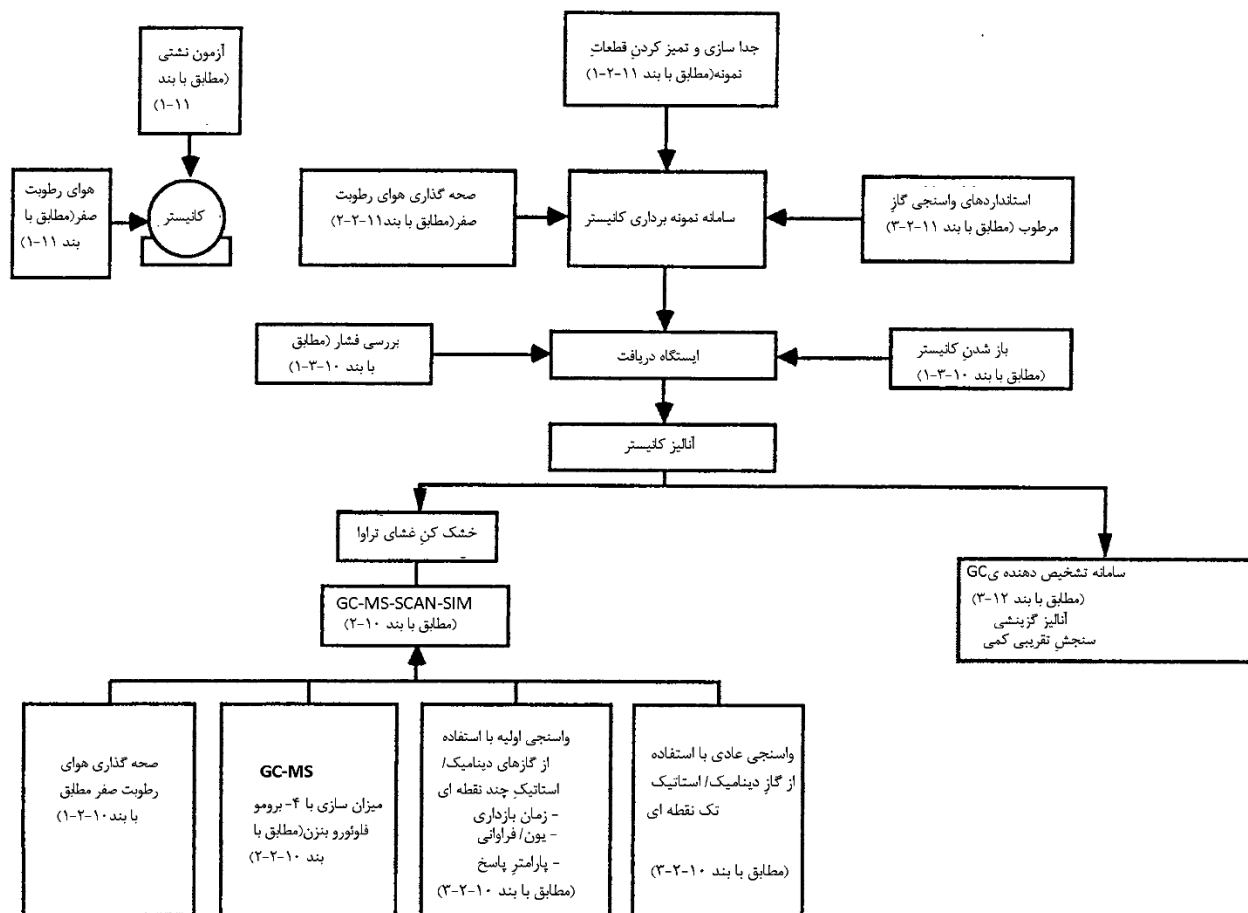 آزمون نشتی
(مطابق با بند
۱۱-۱)
جدا سازی و تمیز کردنِ قطعاتِ
نمونه(مطابق با بند ۱۱-۲-۱)
هوای رطوبت
صفر(مطابق با
بند ۱۱-۱)
کانیستر
صحه گذاری هوای رطوبت
صفر(مطابق با بند۱۱-۲-۲)
سامانه نمونه برداری کانیستر
استانداردهای واسنجی گازِ
مرطوب (مطابق با بند ۱۱-۲-۳)
بررسی فشار (مطابق
با بند ۱۰-۳-۱)
ایستگاه دریافت
باز شدنِ کانیستر
(مطابق با بند ۱۰-۳-۱)
آنالیز کانیستر
خشک کنِ غشای تراوا
GC-MS-SCAN-SIM
(مطابق با بند ۱۰-۲)
سامانه تشخیص دهنده یGC
(مطابق با بند ۱۲-۳)
آنالیز گزینشی
سنجشِ تقریبی کمی
صحه گذاری هوای
رطوبت صفر مطابق
با بند۱۰-۲-۱)
GC-MS
میزان سازی با ۴- برومو
فلوئورو بنزن(مطابق با
بند ۱۰-۲-۲)
واسنجی اولیه با استفاده
از گازهای دینامیک/
استاتیکِ چند نقطه ای
- زمان بازداری
- یون/ فراوانی
- پارامترِ پاسخ
(مطابق با بند ۱۰-۲-۳)
واسنجی عادی با استفاده
از گازِ دینامیک/ استاتیک
تک نقطه ای
(مطابق با بند ۱۰-۲-۳)